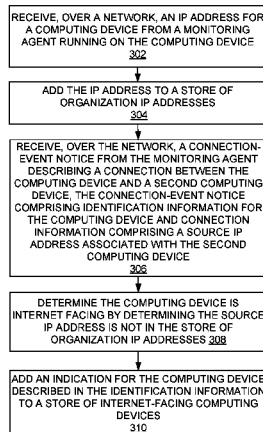 RECEIVE, OVER A NETWORK, AN IP ADDRESS FOR
A COMPUTING DEVICE FROM A MONITORING
AGENT RUNNING ON THE COMPUTING DEVICE
302
ADD THE IP ADDRESS TO A STORE OF
ORGANIZATION IP ADDRESSES
304
RECEIVE, OVER THE NETWORK, A CONNECTION-
EVENT NOTICE FROM THE MONITORING AGENT
DESCRIBING A CONNECTION BETWEEN THE
COMPUTING DEVICE AND A SECOND COMPUTING
DEVICE, THE CONNECTION-EVENT NOTICE
COMPRISING IDENTIFICATION INFORMATION FOR
THE COMPUTING DEVICE AND CONNECTION
INFORMATION COMPRISING A SOURCE IP
ADDRESS ASSOCIATED WITH THE SECOND
COMPUTING DEVICE
306
DETERMINE THE COMPUTING DEVICE IS
INTERNET FACING BY DETERMINING THE SOURCE
IP ADDRESS IS NOT IN THE STORE OF
ORGANIZATION IP ADDRESSES 308
ADD AN INDICATION FOR THE COMPUTING DEVICE
DESCRIBED IN THE IDENTIFICATION INFORMATION
TO A STORE OF INTERNET-FACING COMPUTING
DEVICES
310